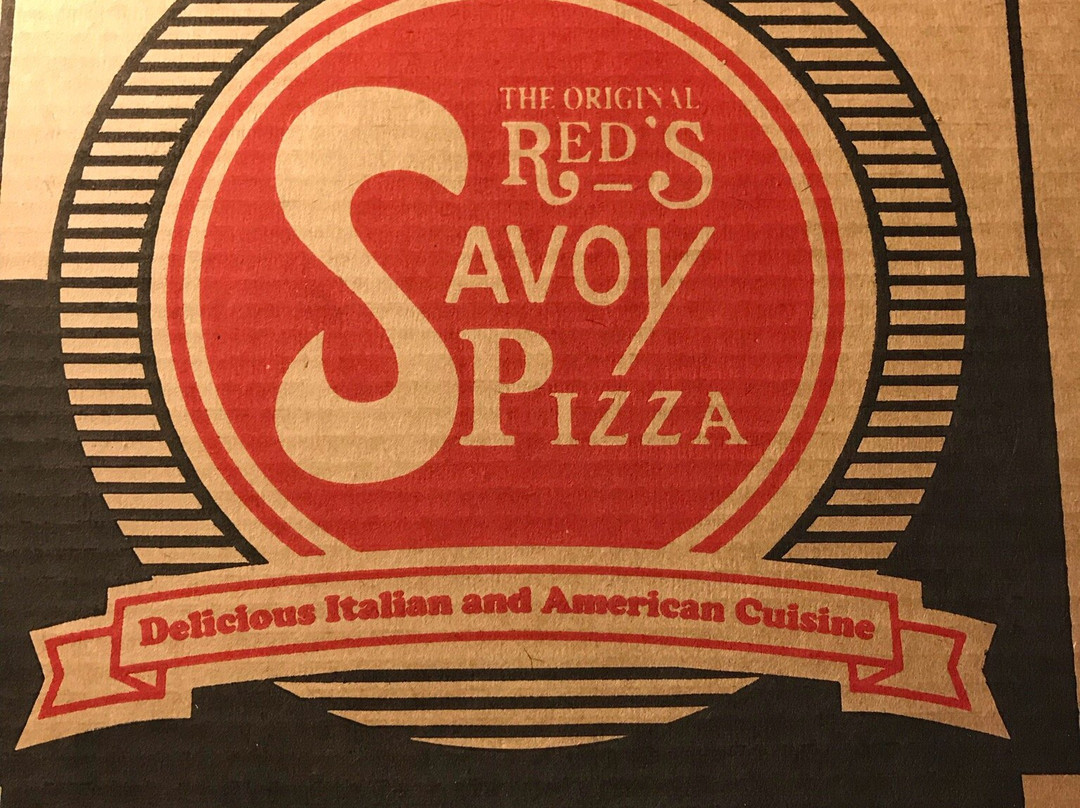 THE ORIGINAL
RED'S
SAVOY
PIZZA
Delicious Italian and American Cuisine